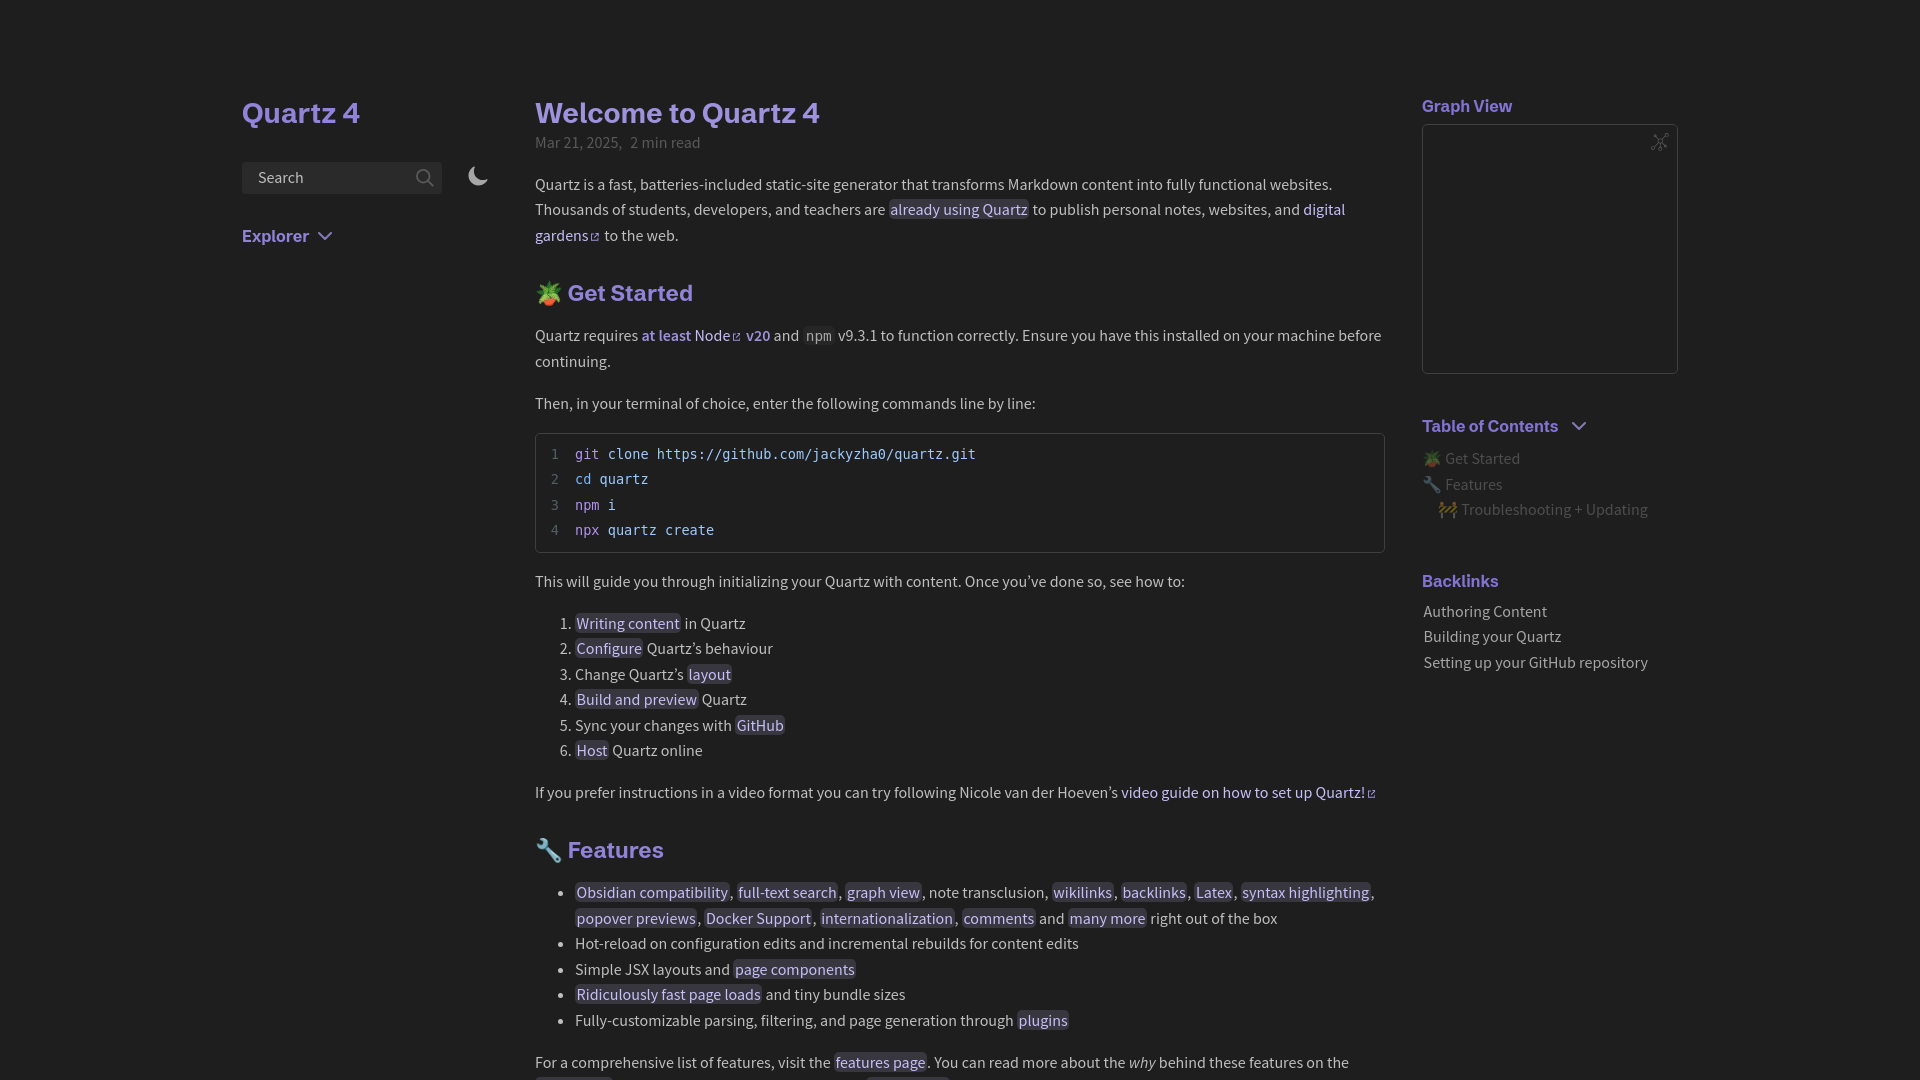 Quartz 4
Search
Explorer
Welcome to Quartz 4
Mar 21, 2025, 2 min read
Quartz is a fast, batteries-included static-site generator that transforms Markdown content into fully functional websites.
Thousands of students, developers, and teachers are already using Quartz to publish personal notes, websites, and digital
gardens to the web.
🪴 Get Started
Quartz requires at least Node v20 and npm v9.3.1 to function correctly. Ensure you have this installed on your machine before
continuing.
Then, in your terminal of choice, enter the following commands line by line:
1 git clone https://github.com/jackyzha0/quartz.git
2 cd quartz
3 npm i
4 npx quartz create
This will guide you through initializing your Quartz with content. Once you’ve done so, see how to:
1. Writing content in Quartz
2. Configure Quartz’s behaviour
3. Change Quartz’s layout
4. Build and preview Quartz
5. Sync your changes with GitHub
6. Host Quartz online
If you prefer instructions in a video format you can try following Nicole van der Hoeven’s video guide on how to set up Quartz!
🔧 Features
• Obsidian compatibility, full-text search, graph view, note transclusion, wikilinks, backlinks, Latex, syntax highlighting,
popover previews, Docker Support, internationalization, comments and many more right out of the box
• Hot-reload on configuration edits and incremental rebuilds for content edits
• Simple JSX layouts and page components
• Ridiculously fast page loads and tiny bundle sizes
• Fully-customizable parsing, filtering, and page generation through plugins
For a comprehensive list of features, visit the features page. You can read more about the why behind these features on the
Graph View
Table of Contents
🪴 Get Started
🔧 Features
🚧 Troubleshooting + Updating
Backlinks
Authoring Content
Building your Quartz
Setting up your GitHub repository